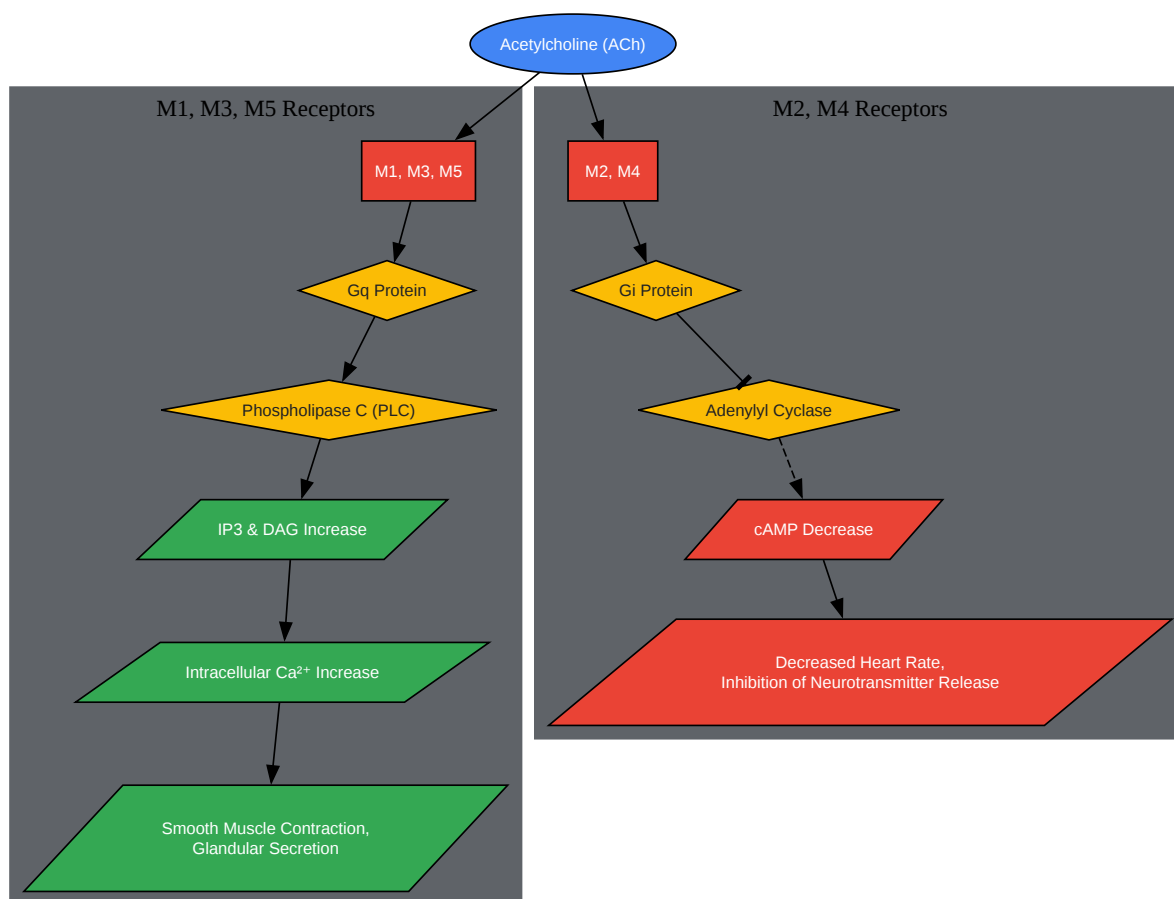 Acetylcholine (ACh)
M1, M3, M5 Receptors
M1, M3, M5
Gq Protein
Phospholipase C (PLC)
IP3 & DAG Increase
Intracellular Ca²⁺ Increase
Smooth Muscle Contraction,
Glandular Secretion
M2, M4 Receptors
M2, M4
Gi Protein
Adenylyl Cyclase
cAMP Decrease
Decreased Heart Rate,
Inhibition of Neurotransmitter Release